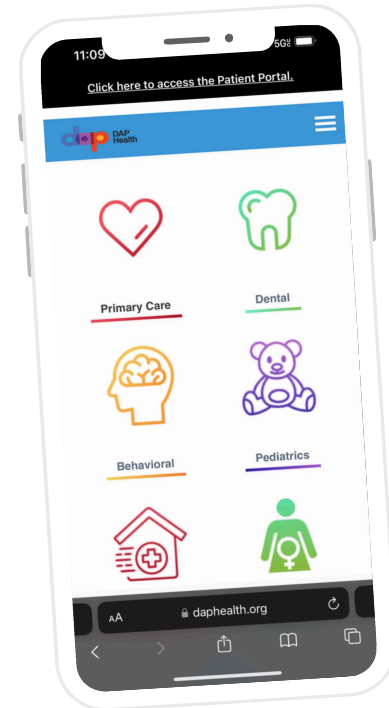 11:09
5G
Click here to access the Patient Portal.
dap DAP
Health
Primary Care
Dental
Behavioral
Pediatrics
AA
daphealth.org